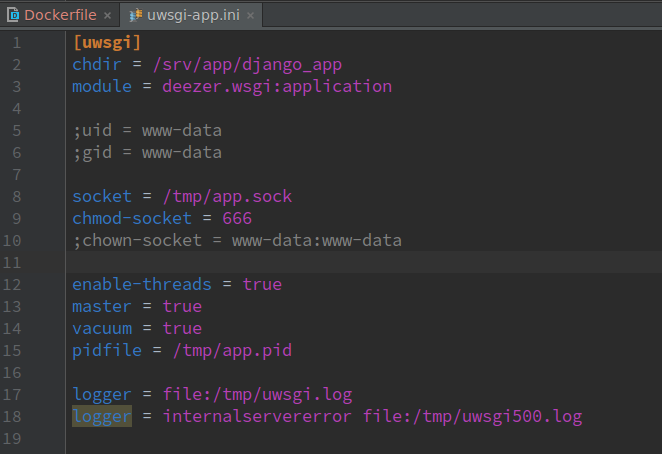 Dockerfile × uwsgi-app.ini ×
1 [uwsgi]
2 chdir = /srv/app/django_app
3 module = deezer.wsgi:application
4
5 ;uid = www-data
6 ;gid = www-data
7
8 socket = /tmp/app.sock
9 chmod-socket = 666
10 ;chown-socket = www-data:www-data
11
12 enable-threads = true
13 master = true
14 vacuum = true
15 pidfile = /tmp/app.pid
16
17 logger = file:/tmp/uwsgi.log
18 logger = internalservererror file:/tmp/uwsgi500.log
19